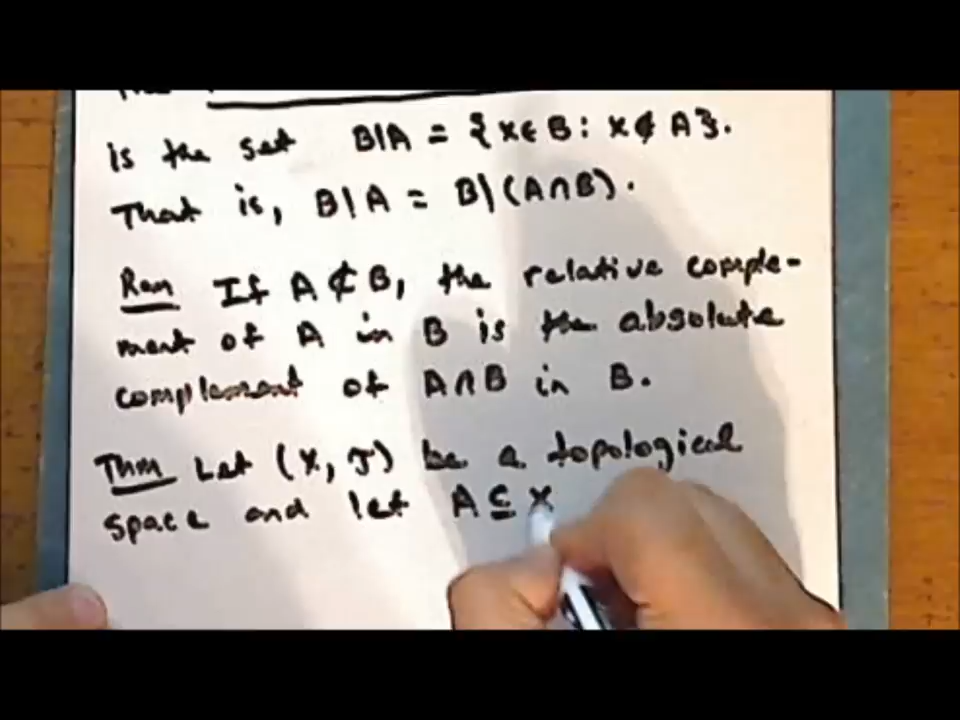 is the set B\A = {x∈B: x∉A}.
That is, B\A = B\(A∩B).
Rem If A⊄B, the relative comple-
ment of A in B is the absolute
complement of A∩B in B.
Thm Let (X, T) be a topological
space and let A⊆X